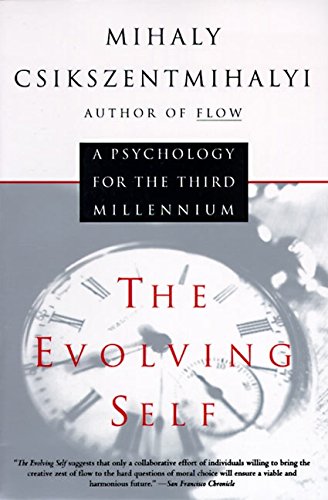 MIHALY
CSIKSZENTMIHALYI
AUTHOR OF FLOW
A PSYCHOLOGY
FOR THE THIRD
MILLENNIUM
THE
EVOLVING
SELF
"The Evolving Self suggests that only a collaborative effort of individuals willing to bring the
creative zest of flow to the hard questions of moral choice will ensure a viable and
harmonious future." —San Francisco Chronicle